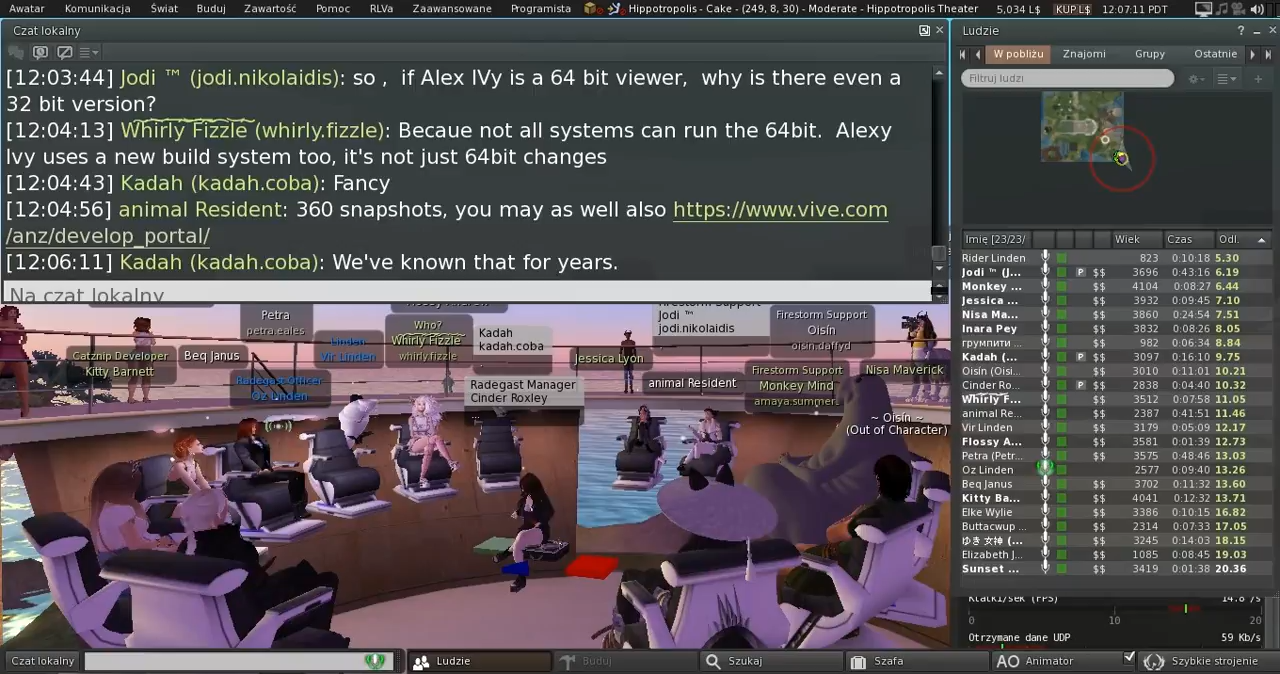 Awatar Komunikacja Świat Buduj Zawartość Pomoc RLVa Zaawansowane Programista Hippotropolis - Cake - (249, 8, 30) - Moderate - Hippotropolis Theater 5,034 L$ KUP L$ 12:07:11 PDT
Czat lokalny
[12:03:44] Jodi ™ (jodi.nikolaidis): so , if Alex IVy is a 64 bit viewer, why is there even a
32 bit version?
[12:04:13] Whirly Fizzle (whirly.fizzle): Becaue not all systems can run the 64bit. Alexy
Ivy uses a new build system too, it's not just 64bit changes
[12:04:43] Kadah (kadah.coba): Fancy
[12:04:56] animal Resident: 360 snapshots, you may as well also https://www.vive.com
/anz/develop_portal/
[12:06:11] Kadah (kadah.coba): We've known that for years.
Na czat lokalny
Petra
petra.eales
Catznip Developer
Kitty Barnett
Beq Janus
Linden
Vir Linden
Radegast Officer
Oz Linden
Who?
Whirly Fizzle
whirly.fizzle
Kadah
kadah.coba
Radegast Manager
Cinder Roxley
...
Jessica Lyon
Firestorm Support
Jodi ™
jodi.nikolaidis
animal Resident
Firestorm Support
Oisín
oisin.daffyd
Firestorm Support
Monkey Mind
amaya.summers
Nisa Maverick
~ Oisín ~
(Out of Character)
Ludzie
W pobliżu Znajomi Grupy Ostatnie
Filtruj ludzi
Imię [23/23/ Wiek Czas Odl.
Rider Linden 823 0:10:18 5.30
Jodi ™ (J... P $$ 3696 0:43:16 6.19
Monkey ... $$ 4104 0:08:27 6.44
Jessica ... $$ 3932 0:09:45 7.10
Nisa Ma... $$ 3860 0:24:54 7.51
Inara Pey $$ 3832 0:08:26 8.05
групмити ... $$ 982 0:06:34 8.84
Kadah (... P $$ 3097 0:16:10 9.75
Oisín (Oisi... $$ 3010 0:11:01 10.21
Cinder Ro... P $$ 2838 0:04:40 10.32
Whirly F... $$ 3512 0:07:58 11.05
animal Re... $$ 2387 0:41:51 11.46
Vir Linden $$ 3179 0:05:09 12.17
Flossy A... $$ 3581 0:01:39 12.73
Petra (Petr... $$ 3575 0:48:46 13.03
Oz Linden 2577 0:09:40 13.26
Beq Janus $$ 3702 0:11:32 13.60
Kitty Ba... $$ 4041 0:12:32 13.71
Elke Wylie $$ 3386 0:10:15 16.82
Buttacwup ... $$ 2314 0:07:33 17.05
ゆき 女神 (... $$ 3245 0:14:03 18.15
Elizabeth J... $$ 1085 0:08:45 19.03
Sunset ... $$ 3419 0:01:38 20.36
Klatki/sek (FPS) 14.8 /s
0 10 20
Otrzymane dane UDP 59 Kb/s
Czat lokalny Ludzie Buduj Szukaj Szafa AO Animator Szybkie strojenie